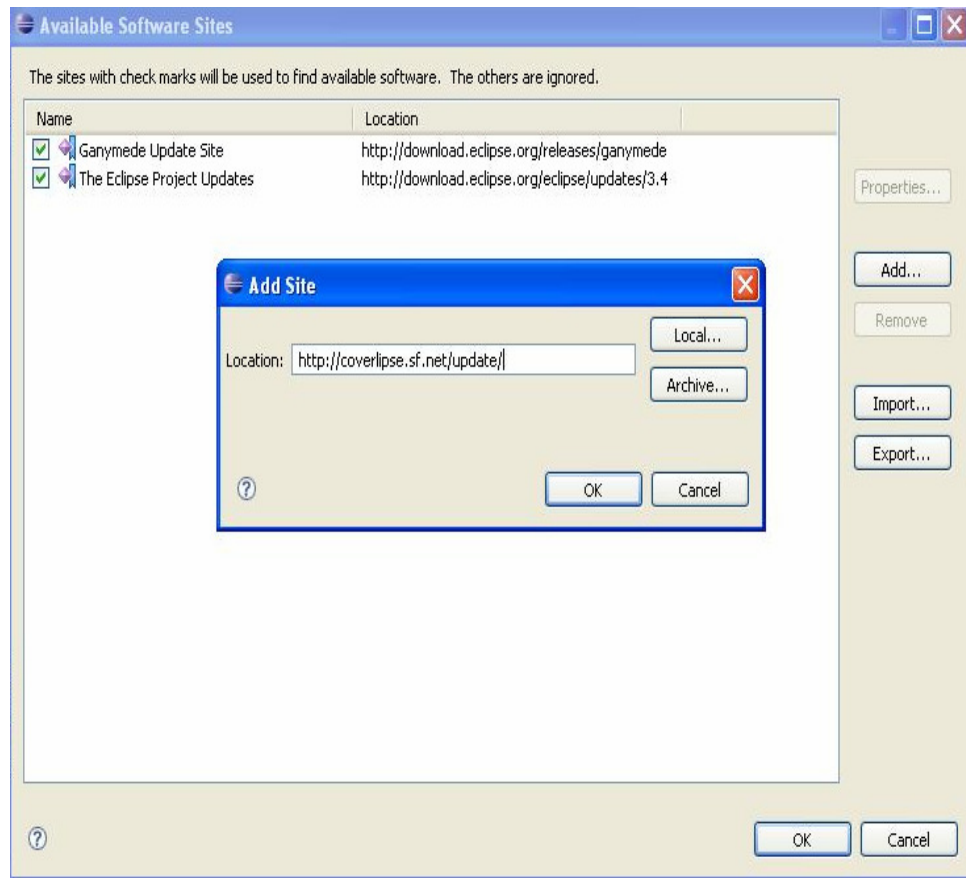 Available Software Sites
The sites with check marks will be used to find available software. The others are ignored.
Name Location
Ganymede Update Site http://download.eclipse.org/releases/ganymede
The Eclipse Project Updates http://download.eclipse.org/eclipse/updates/3.4
Properties...
Add...
Remove
Import...
Export...
Add Site
Location: http://coverlipse.sf.net/update/
Local...
Archive...
?
OK Cancel
?
OK Cancel